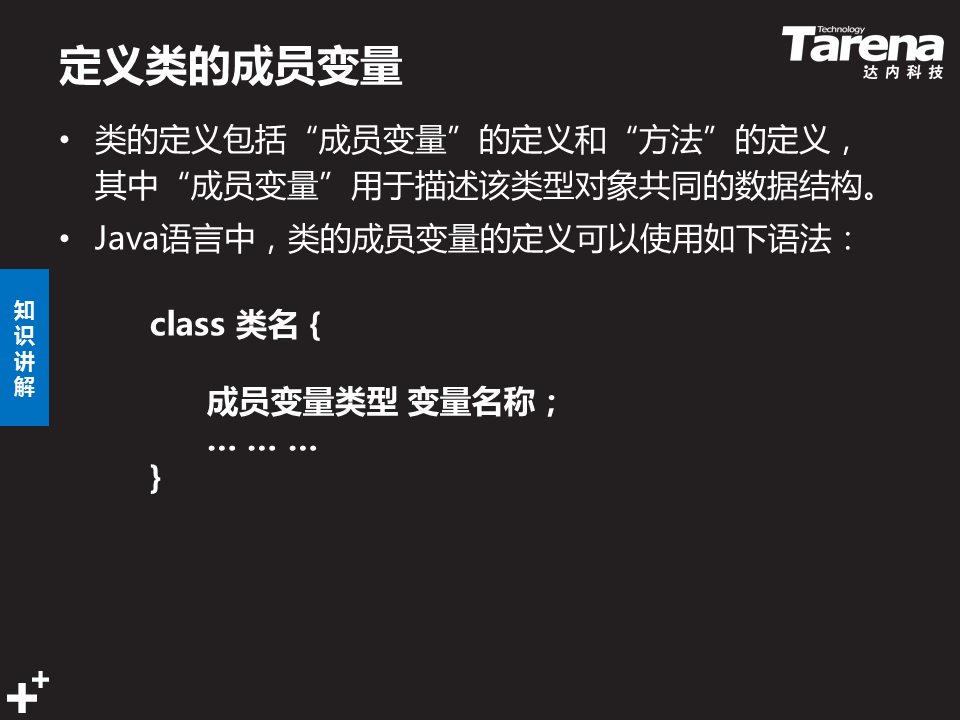 定义类的成员变量
Technology
Tarena
达内科技
• 类的定义包括“成员变量”的定义和“方法”的定义，
其中“成员变量”用于描述该类型对象共同的数据结构。
• Java语言中，类的成员变量的定义可以使用如下语法：
知识讲解
class 类名 {
成员变量类型 变量名称；
… … …
}